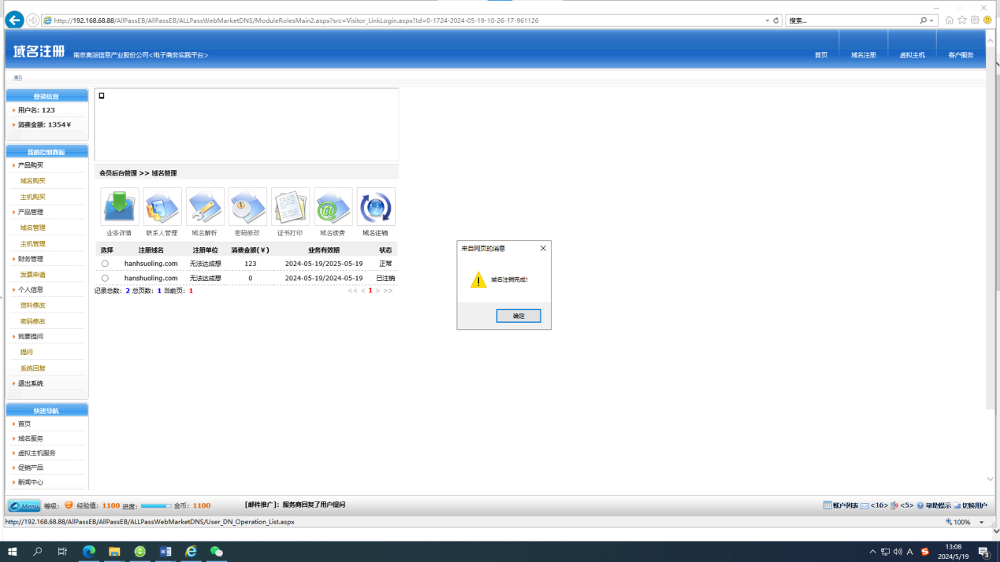 http://192.168.68.88/AllPassEB/AllPassEB/ALLPassWebMarketDNS/ModuleRolesMain2.aspx?src=Visitor_LinkLogin.aspx?Id=0-1724-2024-05-19-10-26-17-961126
搜索...
域名注册 南京奥派信息产业股份公司<电子商务实践平台>
首页 域名注册 虚拟主机 客户服务
登录信息
用户名: 123
消费金额: 1354¥
我的控制面板
产品购买
域名购买
主机购买
产品管理
域名管理
主机管理
财务管理
发票申请
个人信息
资料修改
密码修改
我要提问
提问
系统回复
退出系统
快速导航
首页
域名服务
虚拟主机服务
促销产品
新闻中心
会员后台管理 >> 域名管理
业务详情 联系人管理 域名解析 密码修改 证书打印 域名续费 域名注销
选择 注册域名 注册单位 消费金额(¥) 业务有效期 状态
hanhsuoling.com 无法达成想 123 2024-05-19/2025-05-19 正常
hanshuoling.com 无法达成想 0 2024-05-19/2024-05-19 已注销
记录总数: 2 总页数: 1 当前页: 1 << < 1 > >>
来自网页的消息
域名注销完成!
确定
Menu 等级: 2 经验值: 1100 进度: 金币: 1100 [邮件推广]: 服务商回复了用户提问 账户列表 <16> <5> 帮助提示 切换用户
http://192.168.68.88/AllPassEB/AllPassEB/ALLPassWebMarketDNS/User_DN_Operation_List.aspx
100%
A
13:08
2024/5/19
3